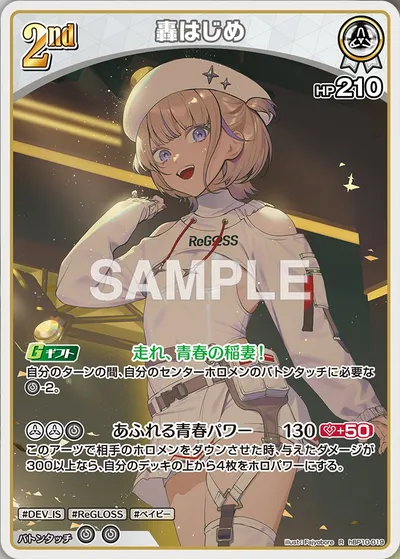 2nd
轟はじめ
HP210
ReGLOSS
SAMPLE
ギフト 走れ、青春の稲妻！
自分のターンの間、自分のセンターホロメンのバトンタッチに必要な
-2。
あふれる青春パワー 130 +50
このアーツで相手のホロメンをダウンさせた時、与えたダメージが
300以上なら、自分のデッキの上から4枚をホロパワーにする。
#DEV_IS #ReGLOSS #ベイビー
バトンタッチ
illust: R hBP10-019